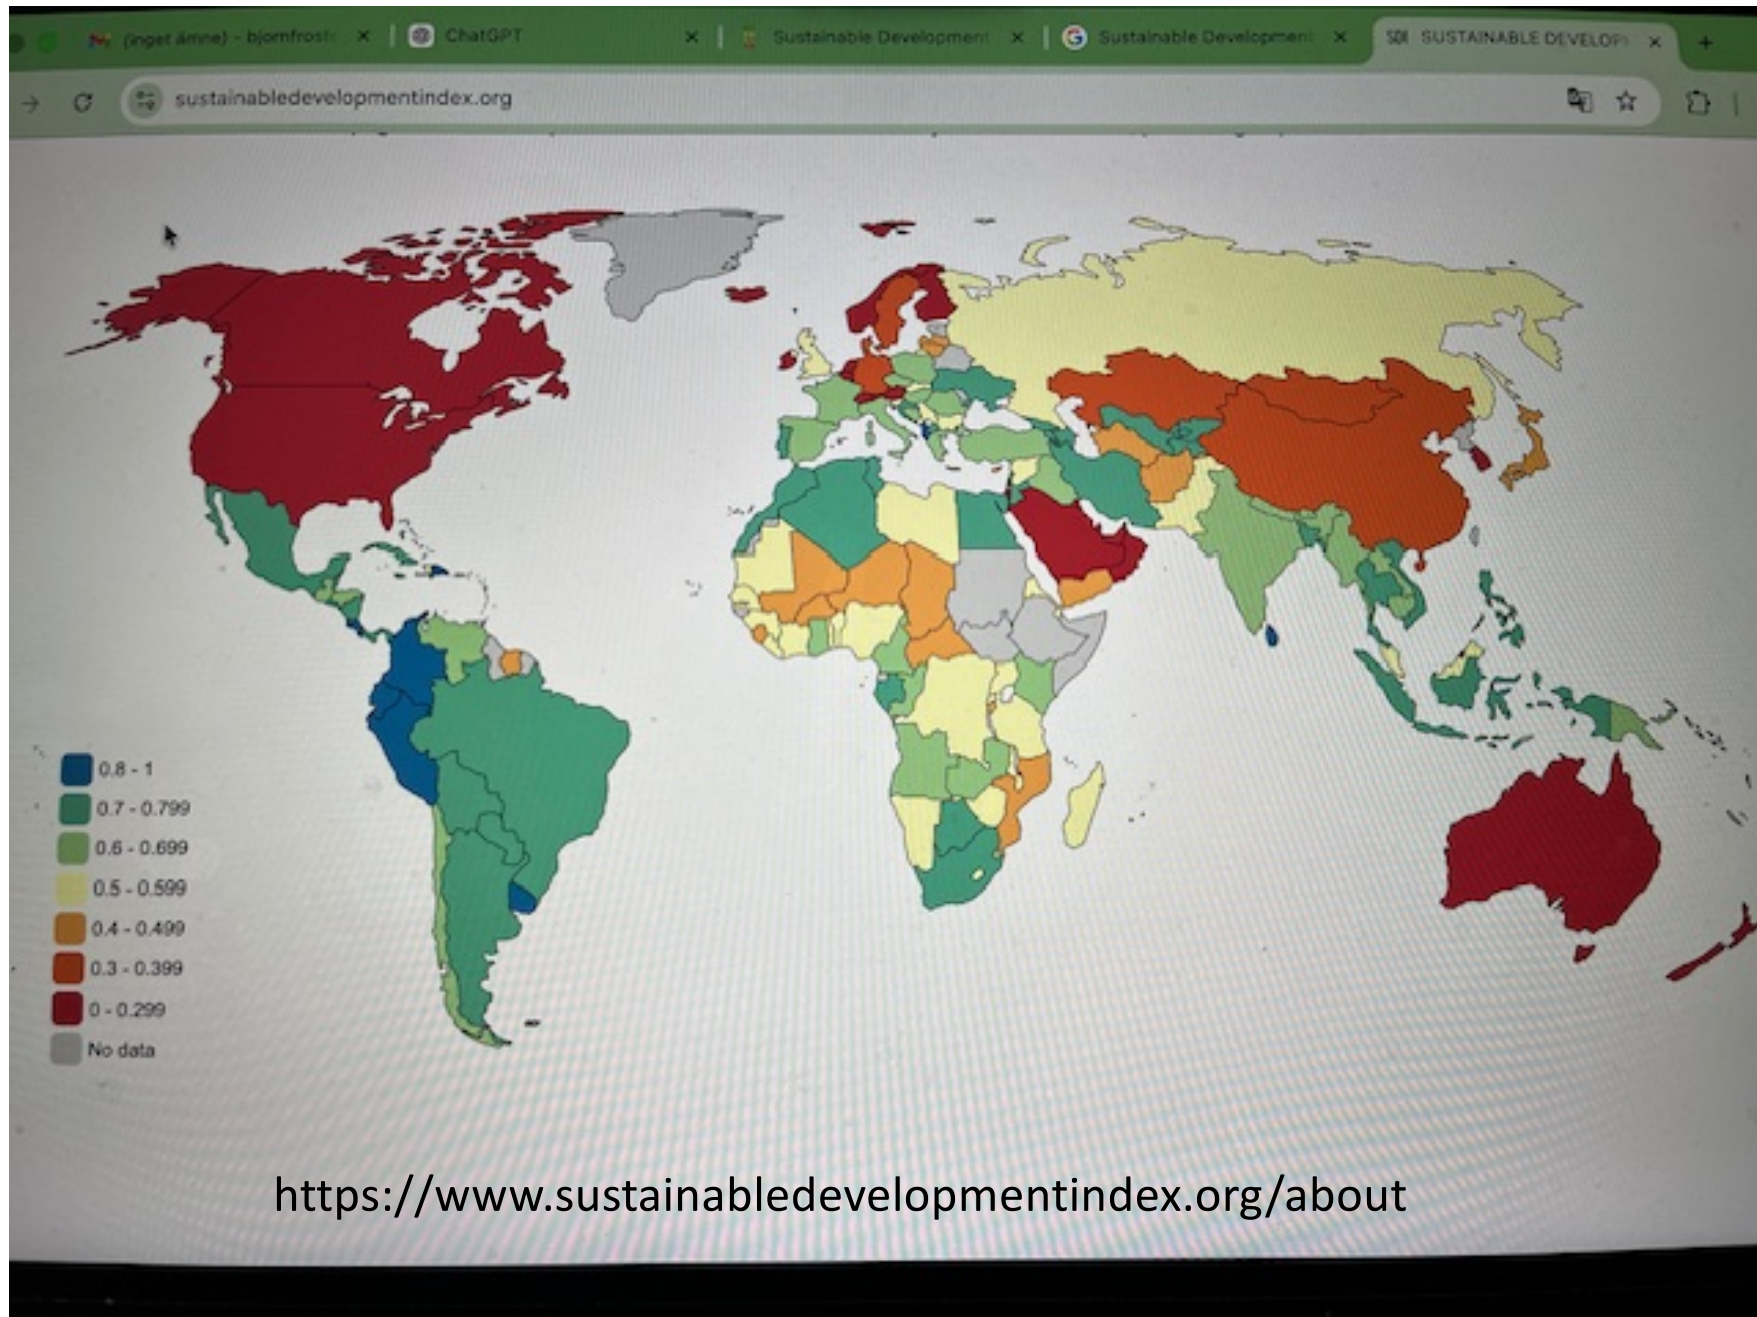 (inget ämne) - bjornfrost
ChatGPT
Sustainable Development
Sustainable Development
SDI SUSTAINABLE DEVELOP
sustainabledevelopmentindex.org
0.8 - 1
0.7 - 0.799
0.6 - 0.699
0.5 - 0.599
0.4 - 0.499
0.3 - 0.399
0 - 0.299
No data
https://www.sustainabledevelopmentindex.org/about